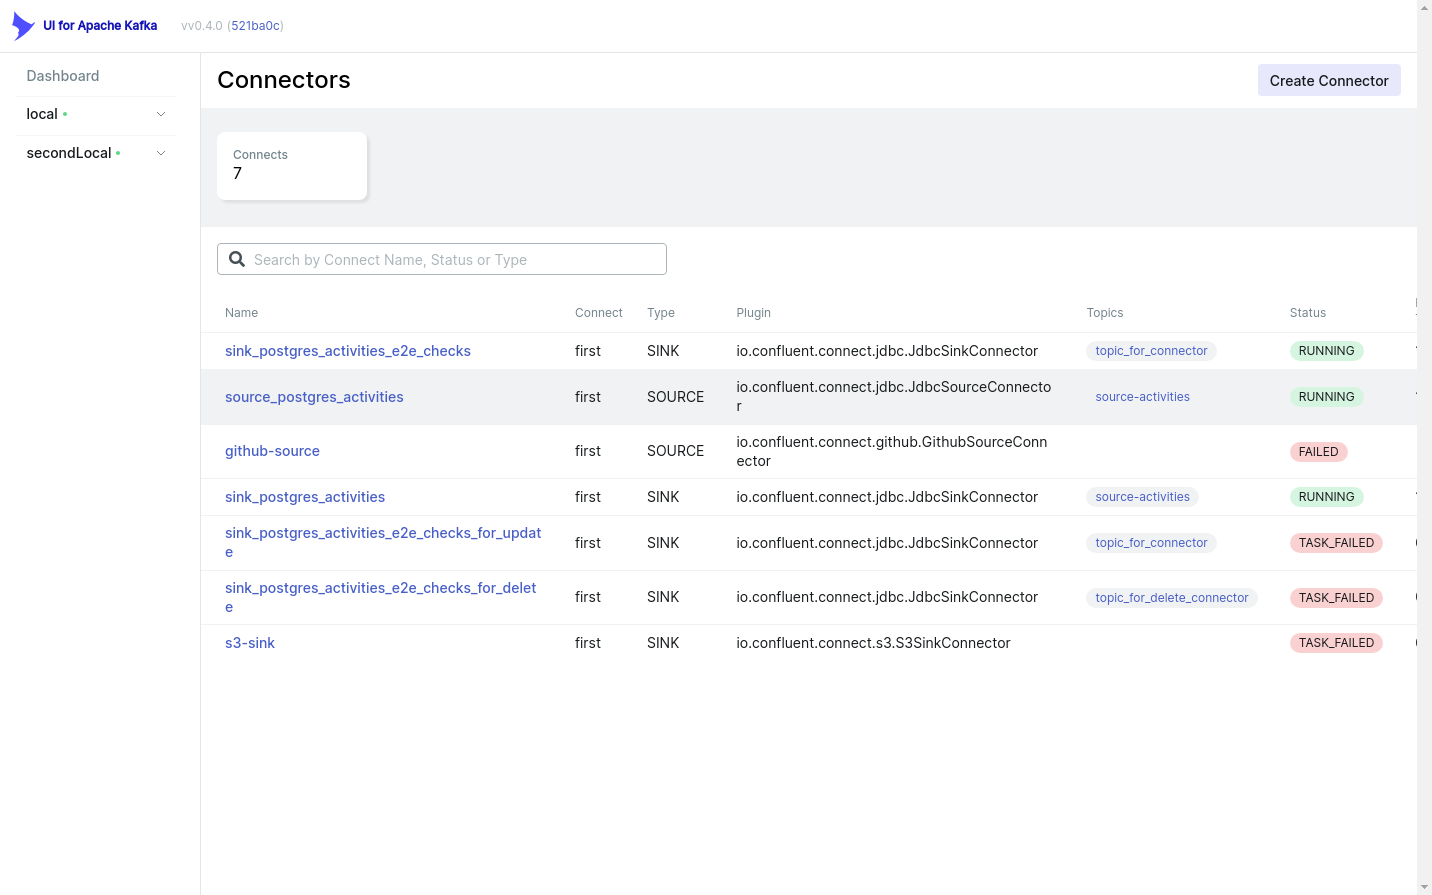 UI for Apache Kafka
vv0.4.0 (521ba0c)
Dashboard
local
secondLocal
Connectors
Create Connector
Connects
7
Search by Connect Name, Status or Type
Name Connect Type Plugin Topics Status
sink_postgres_activities_e2e_checks first SINK io.confluent.connect.jdbc.JdbcSinkConnector topic_for_connector RUNNING
source_postgres_activities first SOURCE io.confluent.connect.jdbc.JdbcSourceConnecto source-activities RUNNING
r
github-source first SOURCE io.confluent.connect.github.GithubSourceConn FAILED
ector
sink_postgres_activities first SINK io.confluent.connect.jdbc.JdbcSinkConnector source-activities RUNNING
sink_postgres_activities_e2e_checks_for_updat first SINK io.confluent.connect.jdbc.JdbcSinkConnector topic_for_connector TASK_FAILED
e
sink_postgres_activities_e2e_checks_for_delet first SINK io.confluent.connect.jdbc.JdbcSinkConnector topic_for_delete_connector TASK_FAILED
e
s3-sink first SINK io.confluent.connect.s3.S3SinkConnector TASK_FAILED